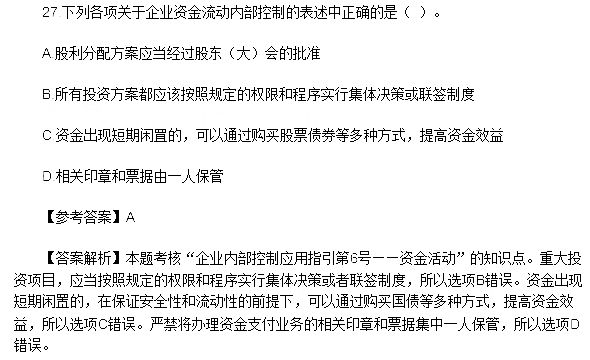 27.下列各项关于企业资金流动内部控制的表述中正确的是（ ）。
A.股利分配方案应当经过股东（大）会的批准
B.所有投资方案都应该按照规定的权限和程序实行集体决策或联签制度
C 资金出现短期闲置的，可以通过购买股票债券等多种方式，提高资金效益
D.相关印章和票据由一人保管
【参考答案】A
【答案解析】本题考核“企业内部控制应用指引第6号——资金活动”的知识点。重大投
资项目，应当按照规定的权限和程序实行集体决策或者联签制度，所以选项B错误。资金出现
短期闲置的，在保证安全性和流动性的前提下，可以通过购买国债等多种方式，提高资金效
益，所以选项C错误。严禁将办理资金支付业务的相关印章和票据集中一人保管，所以选项D
错误。